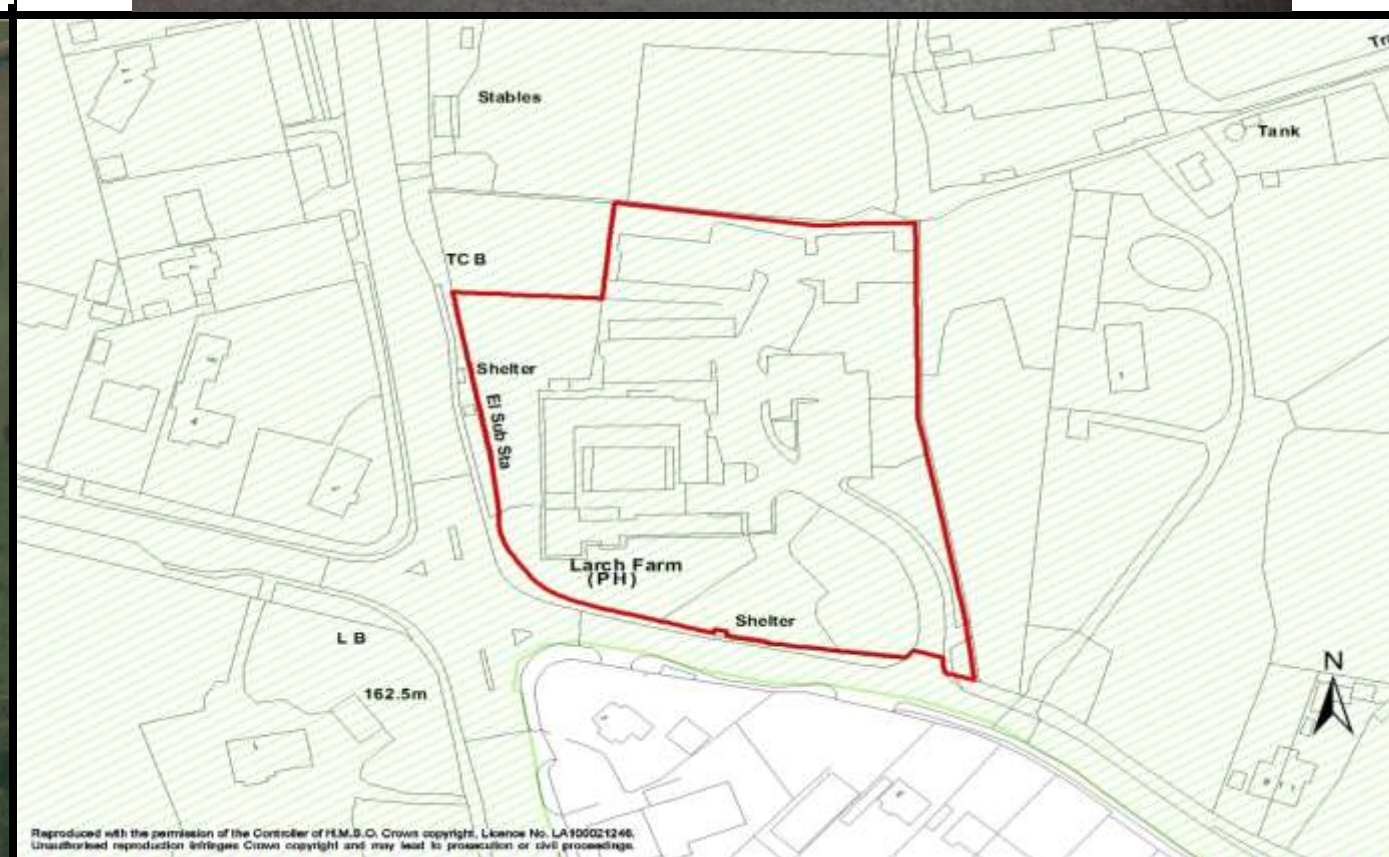 Tr
Stables
Tank
TC B
Shelter
El Sub Sta
Larch Farm
(PH)
Shelter
L B
162.5m
N
Reproduced with the permission of the Controller of H.M.S.O. Crown copyright, Licence No. LA100021246.
Unauthorised reproduction infringes Crown copyright and may lead to prosecution or civil proceedings.